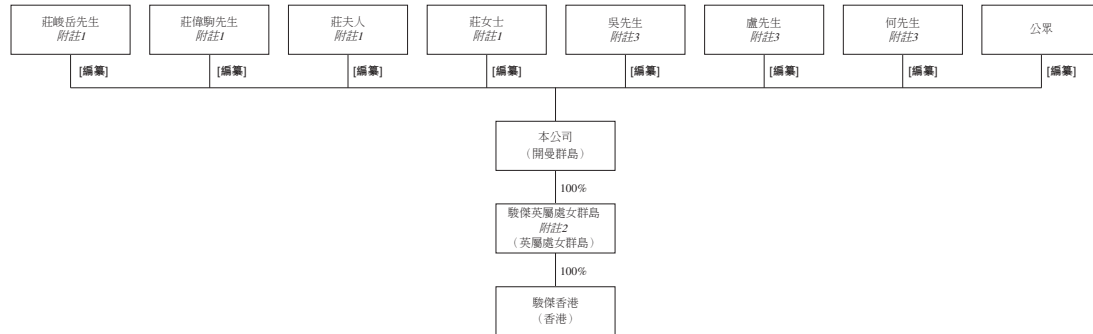 莊峻岳先生
附註1
莊偉駒先生
附註1
莊夫人
附註1
莊女士
附註1
吳先生
附註3
盧先生
附註3
何先生
附註3
公眾
[編纂]
[編纂]
[編纂]
[編纂]
[編纂]
[編纂]
[編纂]
[編纂]
本公司
（開曼群島）
100%
駿傑英屬處女群島
附註2
（英屬處女群島）
100%
駿傑香港
（香港）